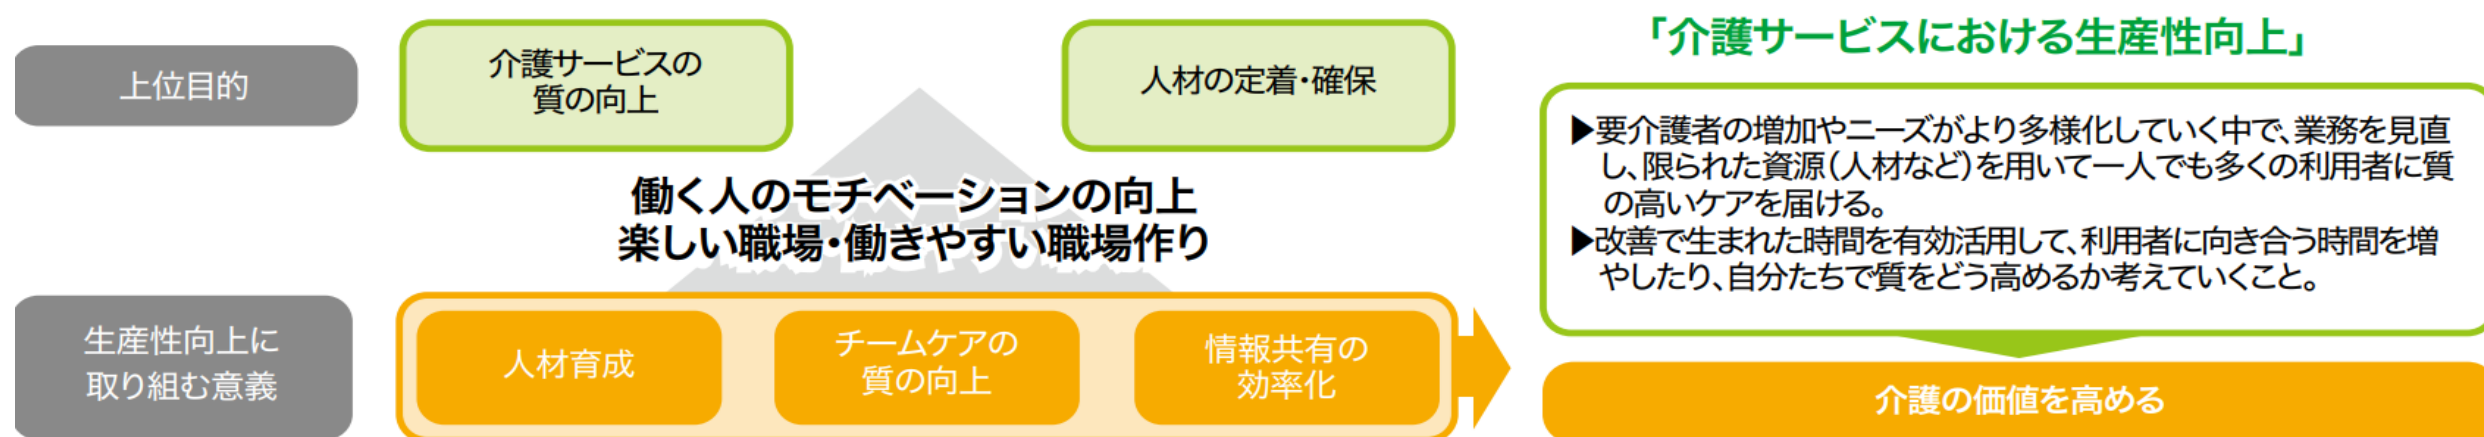 上位目的
介護サービスの
質の向上
人材の定着・確保
働く人のモチベーションの向上
楽しい職場・働きやすい職場作り
生産性向上に
取り組む意義
人材育成
チームケアの
質の向上
情報共有の
効率化
「介護サービスにおける生産性向上」
▶要介護者の増加やニーズがより多様化していく中で、業務を見直
し、限られた資源（人材など）を用いて一人でも多くの利用者に質
の高いケアを届ける。
▶改善で生まれた時間を有効活用して、利用者に向き合う時間を増
やしたり、自分たちで質をどう高めるか考えていくこと。
介護の価値を高める